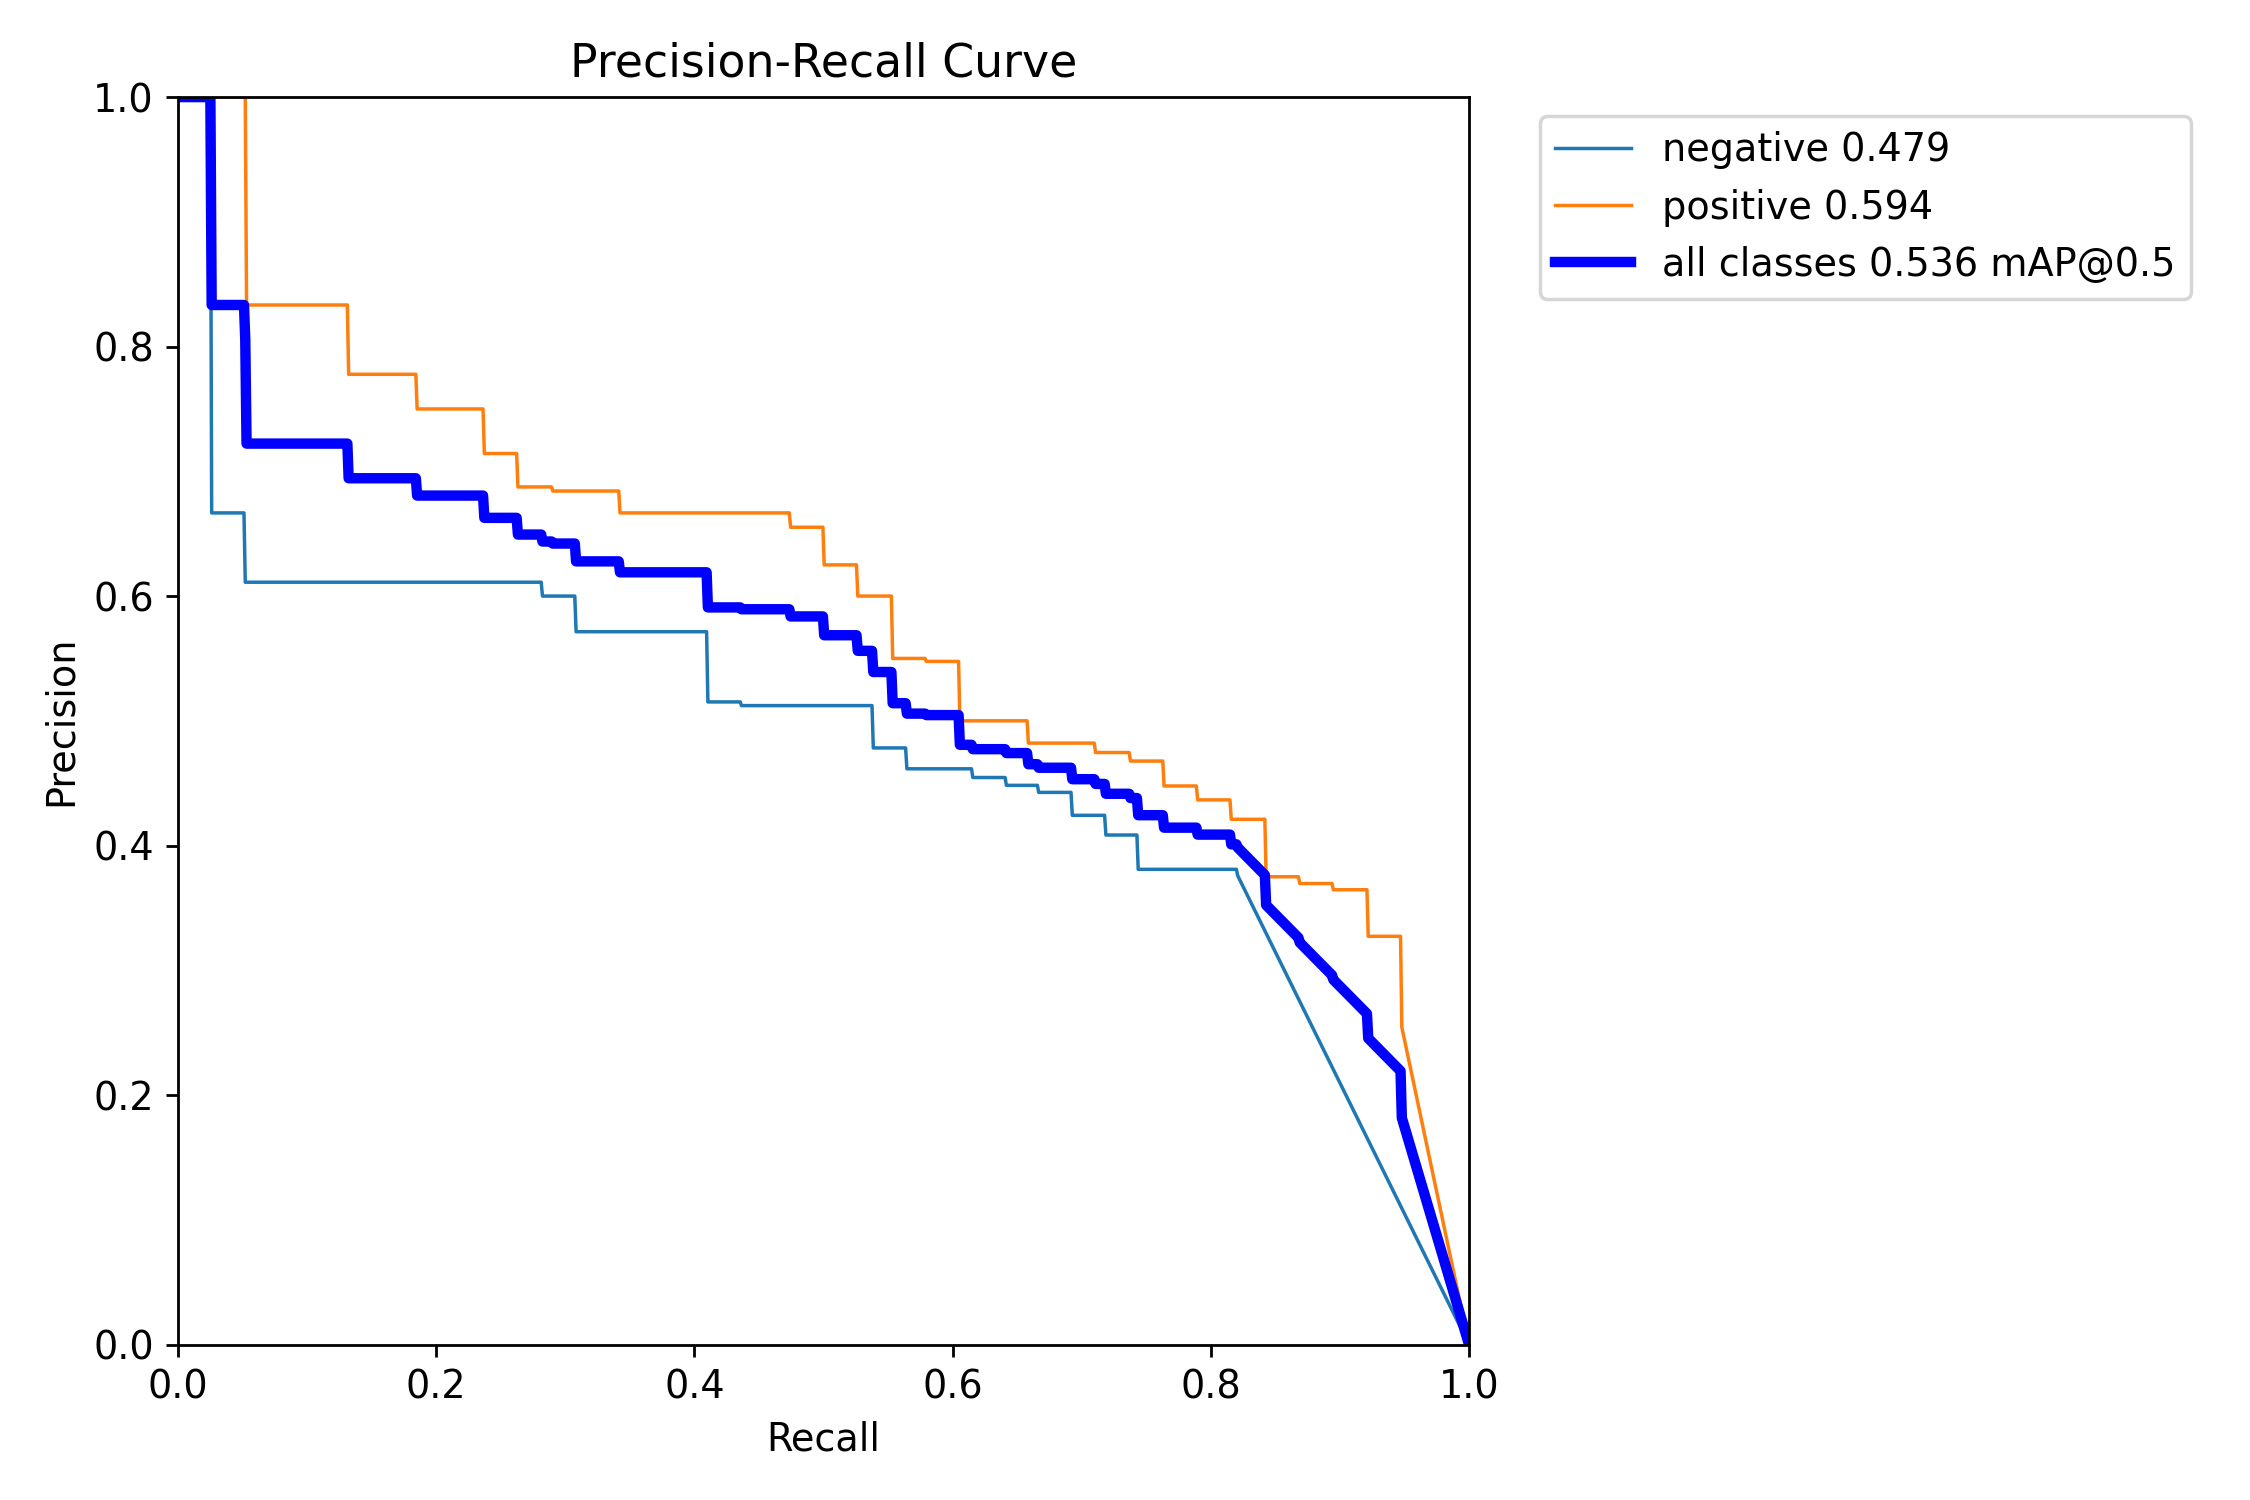 Precision-Recall Curve
1.0
0.8
0.6
0.4
0.2
0.0
Precision
0.0 0.2 0.4 0.6 0.8 1.0
Recall
negative 0.479
positive 0.594
all classes 0.536 mAP@0.5